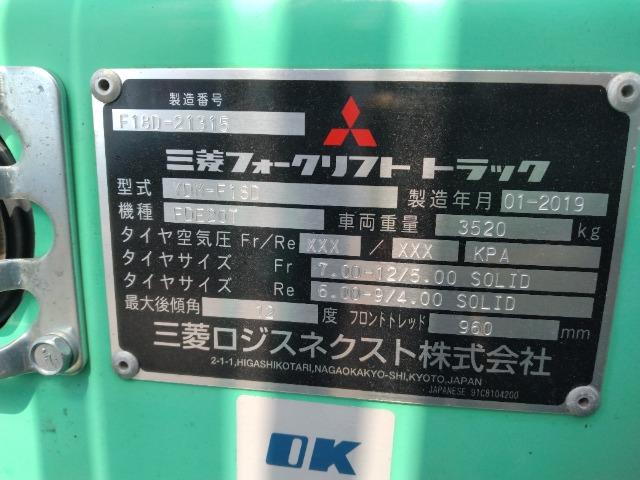 製造番号
F18D-21315
三菱フォークリフト トラック
型式 YDK-F18D 製造年月 01-2019
機種 FDE20T 車両重量 3520 kg
タイヤ空気圧 Fr/Re XXX / XXX KPA
タイヤサイズ Fr 7.00-12/5.00 SOLID
タイヤサイズ Re 6.00-9/4.00 SOLID
最大後傾角 12 度 フロントトレッド 960 mm
三菱ロジスネクスト株式会社
2-1-1,HIGASHIKOTARI,NAGAOKAKYO-SHI,KYOTO,JAPAN
JAPANESE 91C8104200
OK